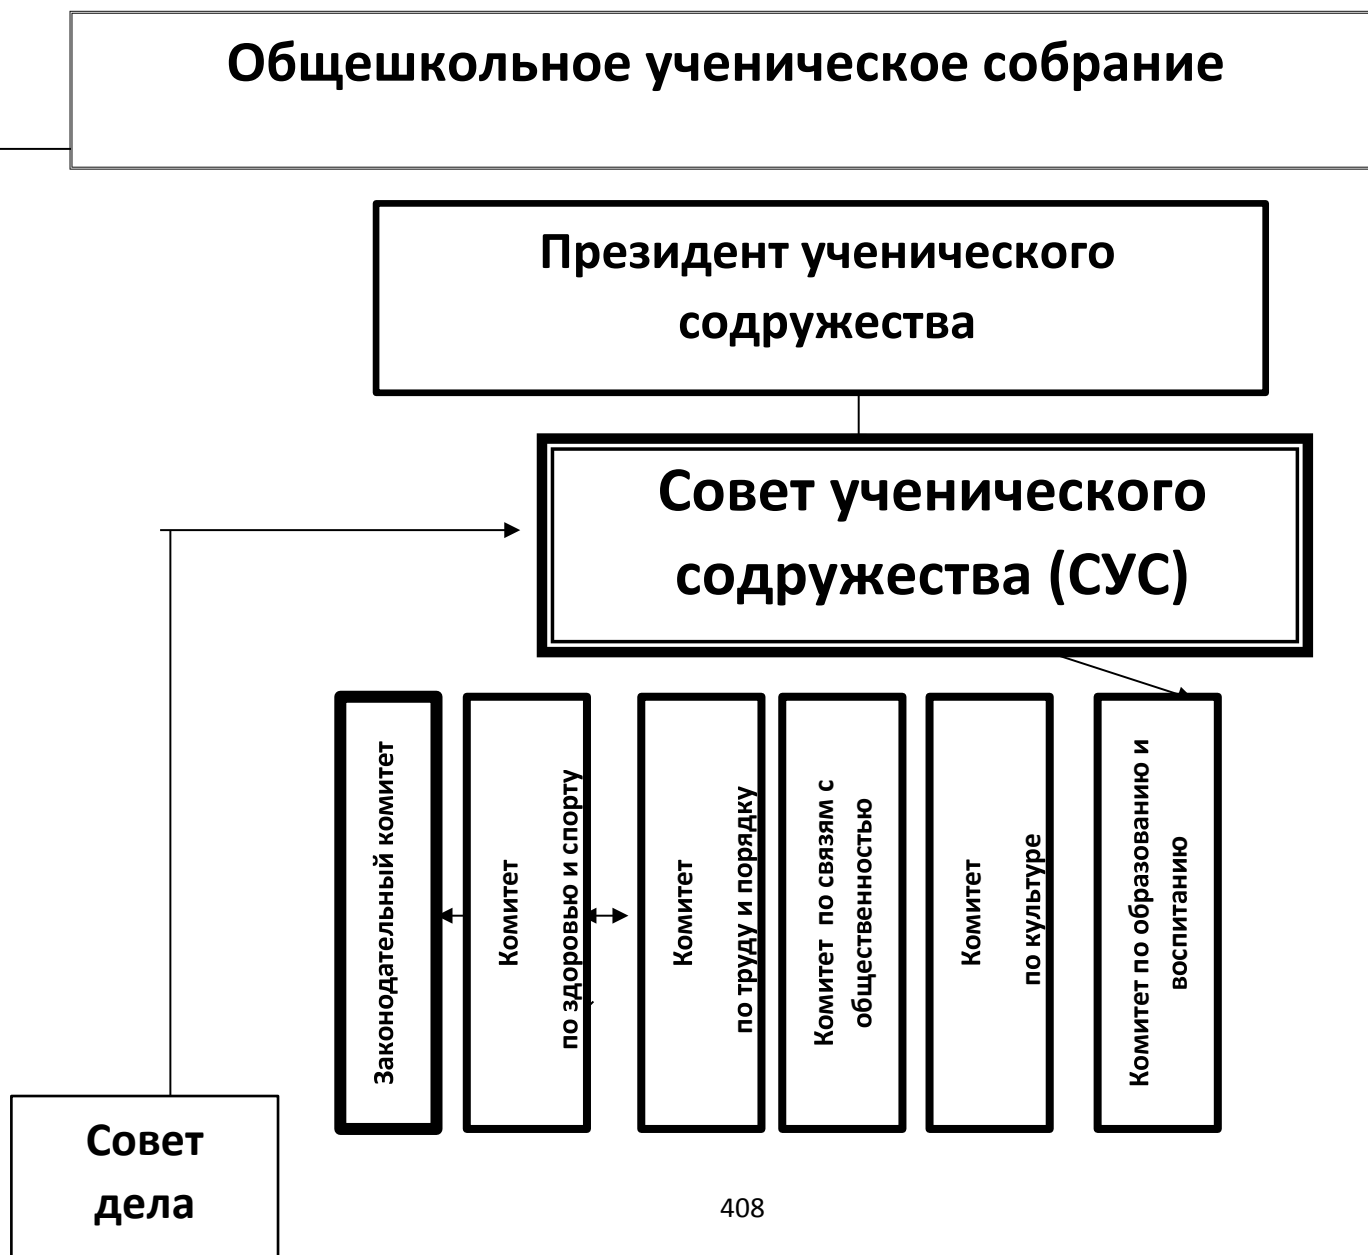 Общешкольное ученическое собрание
Президент ученического
содружества
Совет ученического
содружества (СУС)
Законодательный комитет
Комитет
по здоровью и спорту
Комитет
по труду и порядку
Комитет по связям с
общественностью
Комитет
по культуре
Комитет по образованию и
воспитанию
Совет
дела
408